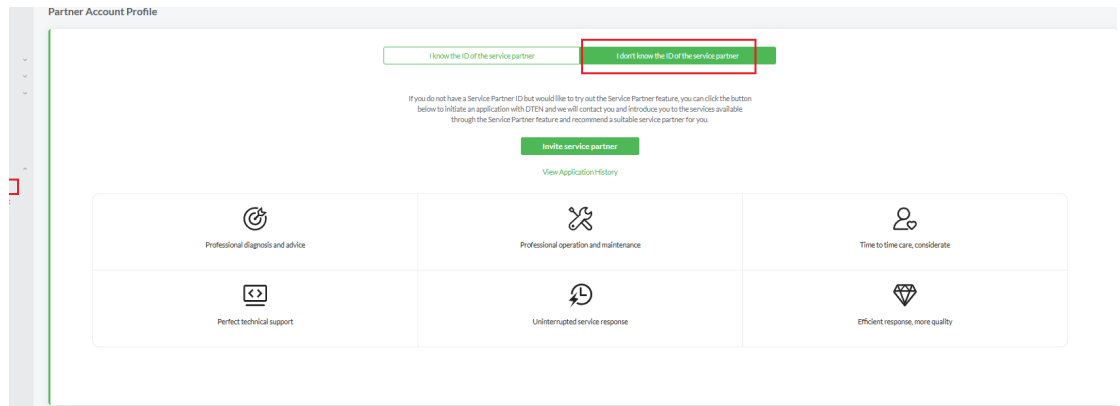 Partner Account Profile
I know the ID of the service partner
I don't know the ID of the service partner
If you do not have a Service Partner ID but would like to try out the Service Partner feature, you can click the button
below to initiate an application with DTEN and we will contact you and introduce you to the services available
through the Service Partner feature and recommend a suitable service partner for you.
Invite service partner
View Application History
Professional diagnosis and advice
Professional operation and maintenance
Time to time care, considerate
Perfect technical support
Uninterrupted service response
Efficient response, more quality